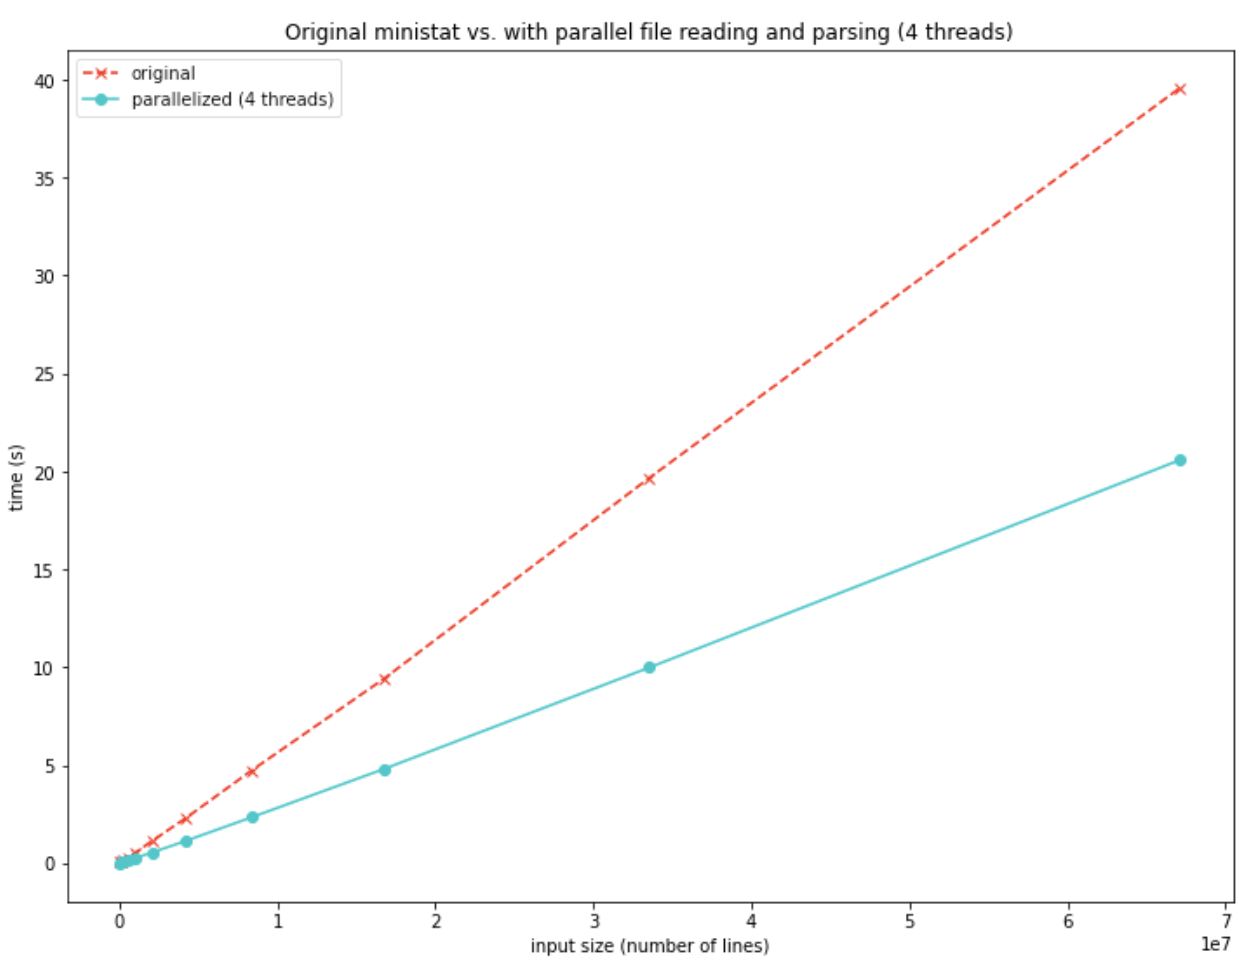 Original ministat vs. with parallel file reading and parsing (4 threads)
original
parallelized (4 threads)
40
35
30
25
20
15
10
5
0
time (s)
0 1 2 3 4 5 6 7
1e7
input size (number of lines)